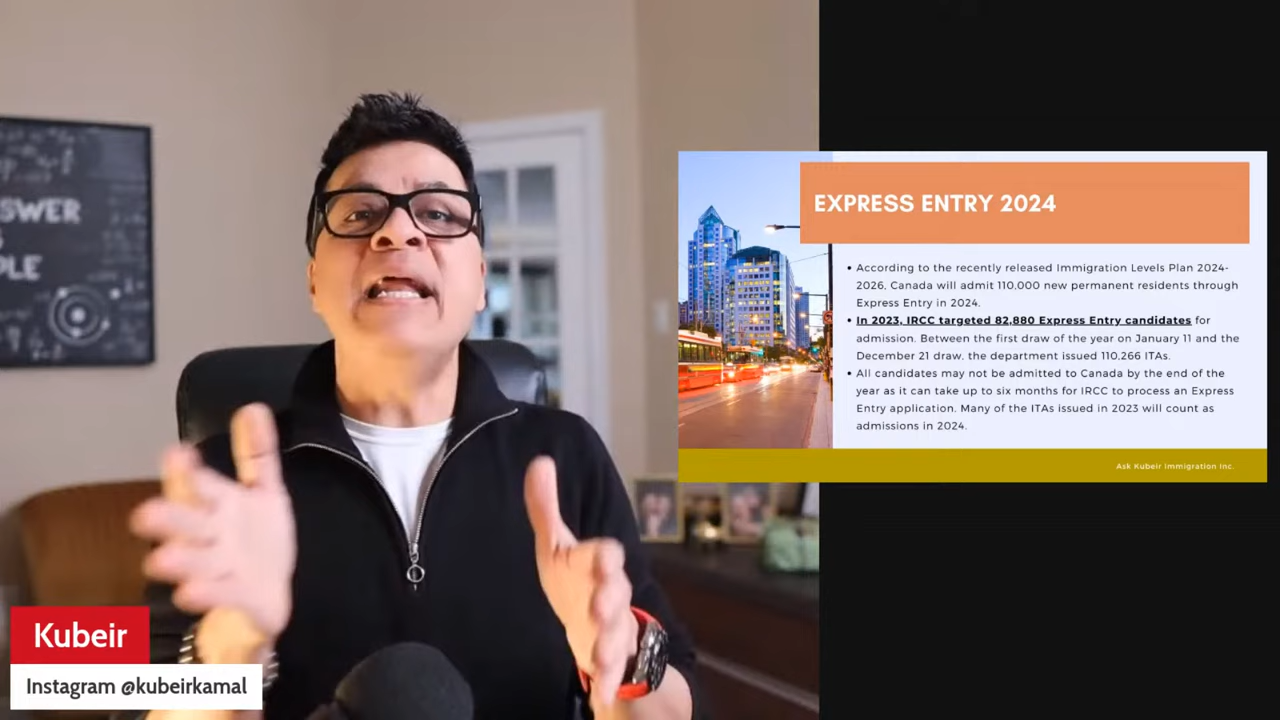 SWER
PLE
EXPRESS ENTRY 2024
• According to the recently released Immigration Levels Plan 2024-
2026, Canada will admit 110,000 new permanent residents through
Express Entry in 2024.
• In 2023, IRCC targeted 82,880 Express Entry candidates for
admission. Between the first draw of the year on January 11 and the
December 21 draw, the department issued 110,266 ITAs.
• All candidates may not be admitted to Canada by the end of the
year as it can take up to six months for IRCC to process an Express
Entry application. Many of the ITAs issued in 2023 will count as
admissions in 2024.
Ask Kubeir Immigration Inc.
Kubeir
Instagram @kubeirkamal